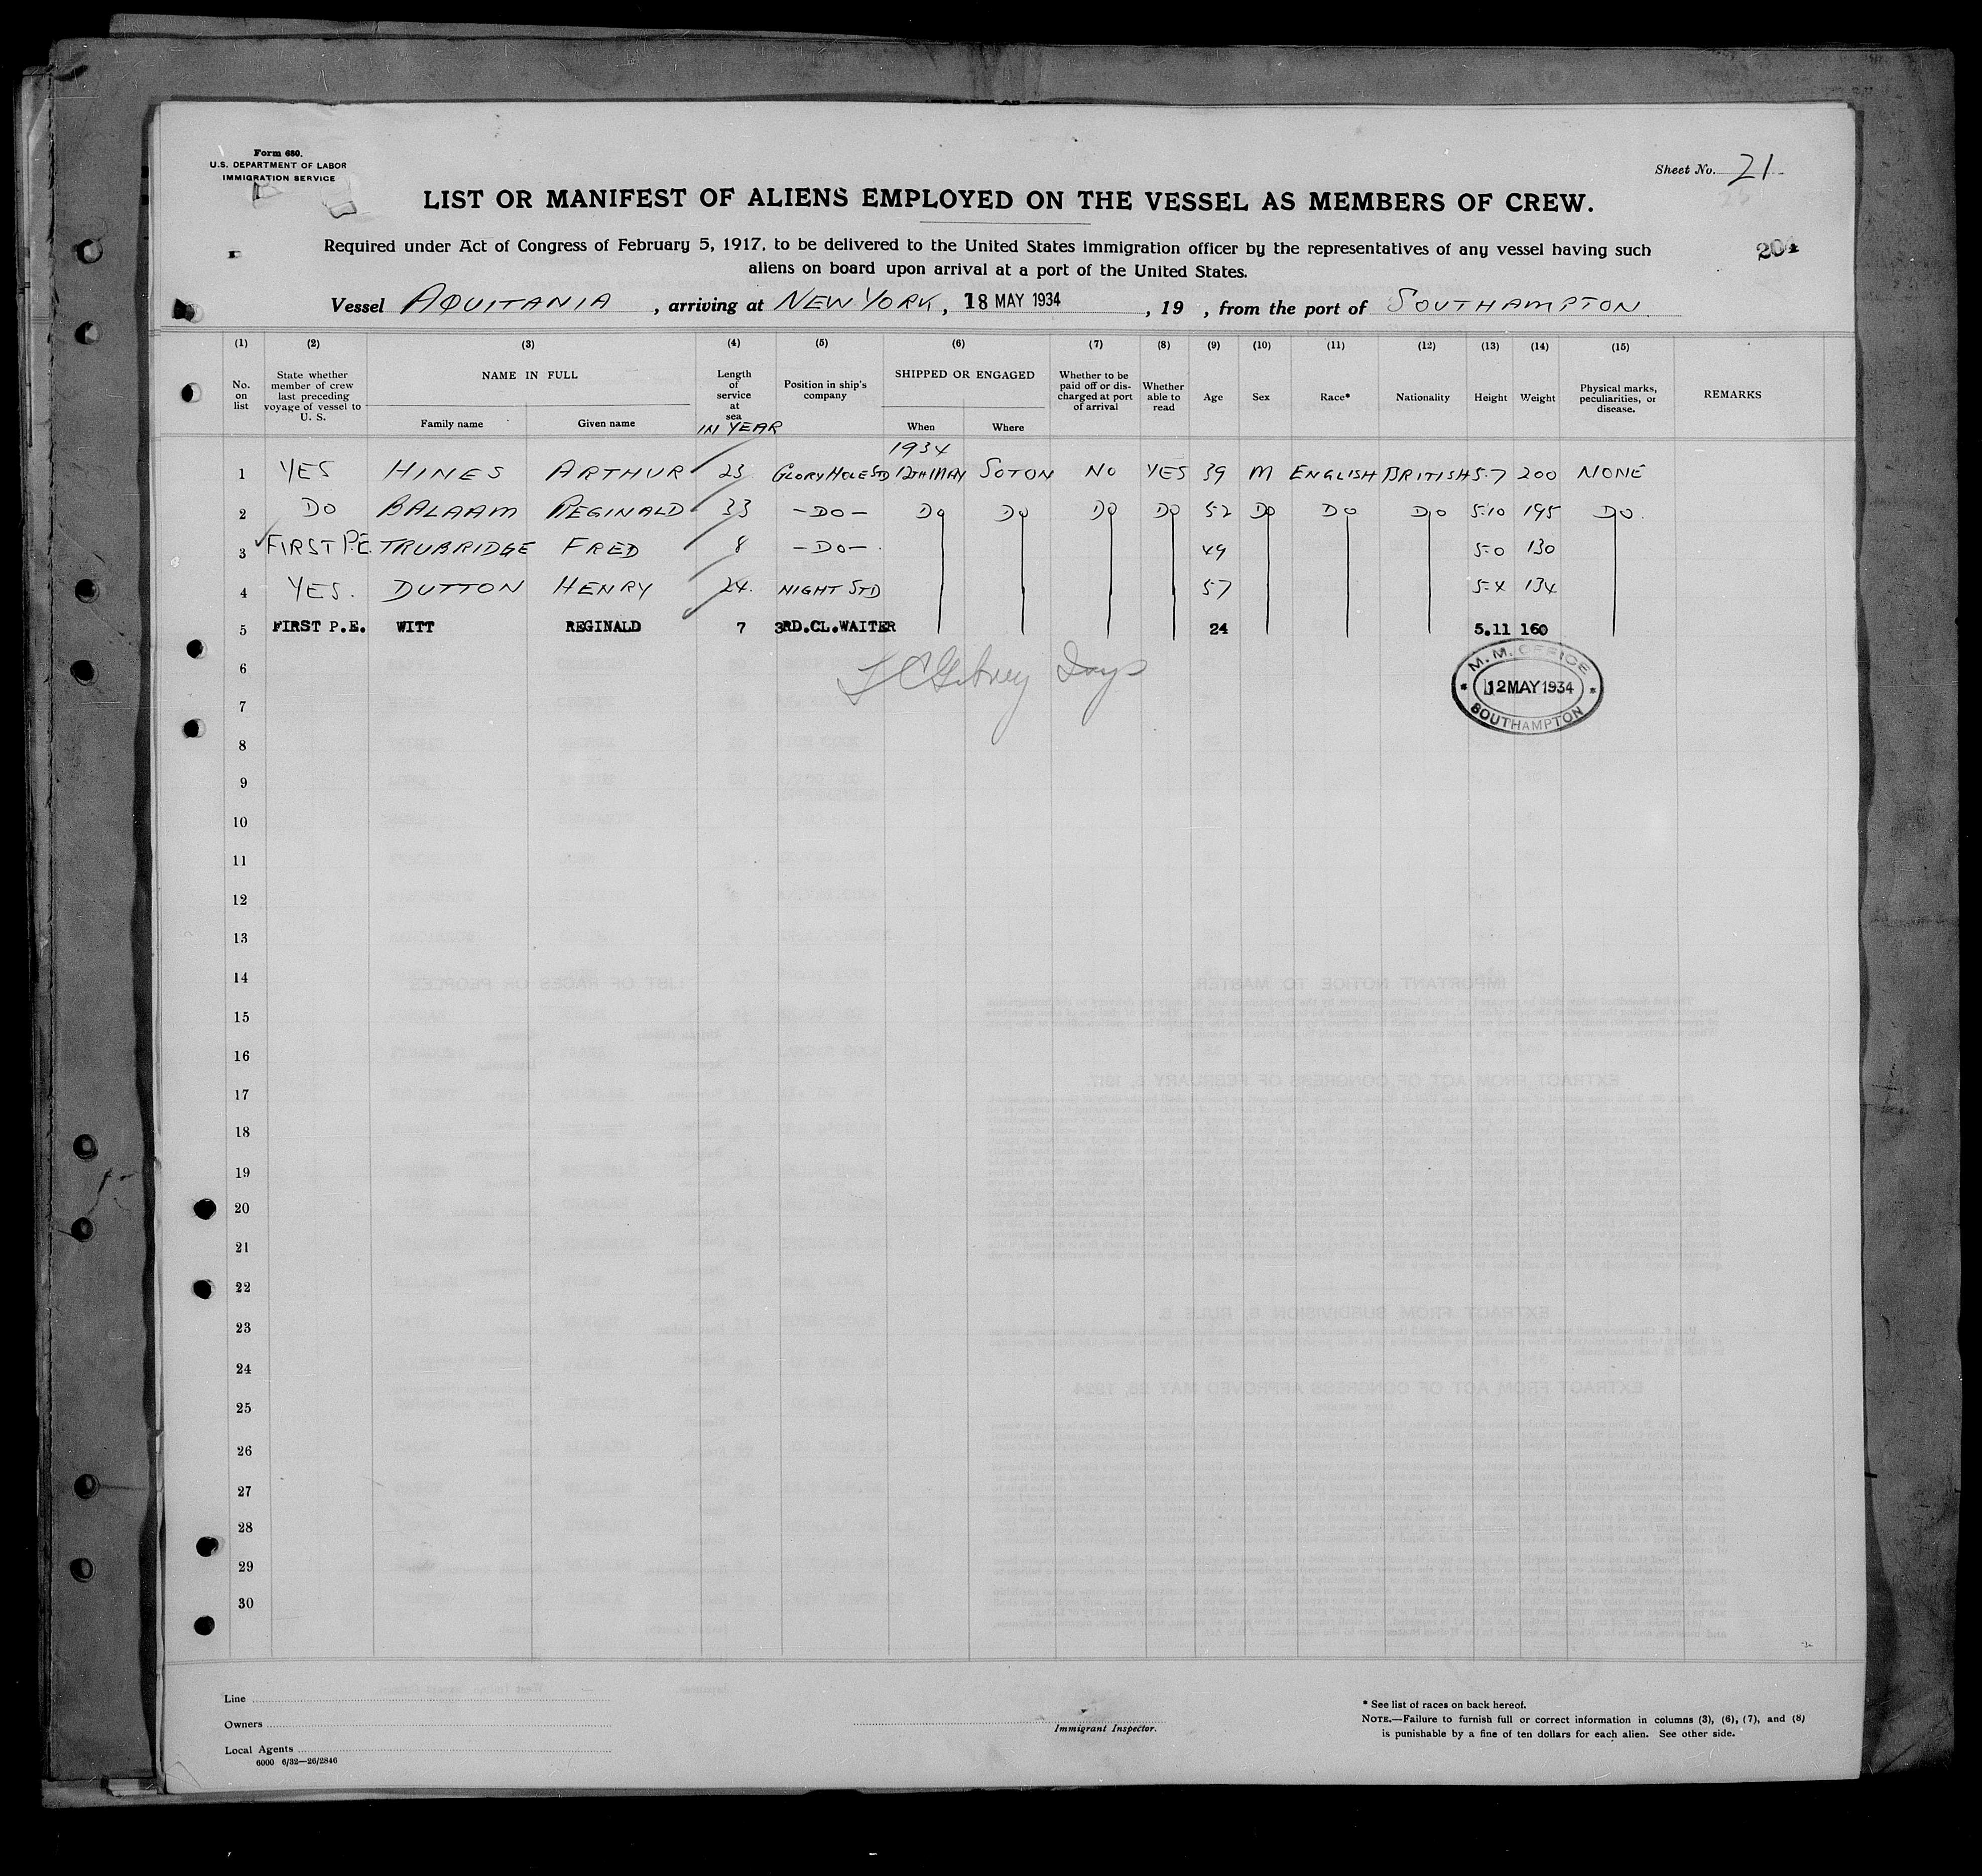 Form 680.
U.S. DEPARTMENT OF LABOR
IMMIGRATION SERVICE
Sheet No. 21
LIST OR MANIFEST OF ALIENS EMPLOYED ON THE VESSEL AS MEMBERS OF CREW.
Required under Act of Congress of February 5, 1917, to be delivered to the United States immigration officer by the representatives of any vessel having such
aliens on board upon arrival at a port of the United States.
204
Vessel AQUITANIA, arriving at NEW YORK, 18 MAY 1934, 19 , from the port of SOUTHAMPTON.
(1) (2) (3) (4) (5) (6) (7) (8) (9) (10) (11) (12) (13) (14) (15)
No. on list
State whether member of crew last preceding voyage of vessel to U. S.
NAME IN FULL
Family name Given name
Length of service at sea
IN YEAR
Position in ship's company
SHIPPED OR ENGAGED
When Where
Whether to be paid off or discharged at port of arrival
Whether able to read
Age Sex Race* Nationality Height Weight
Physical marks, peculiarities, or disease.
REMARKS
1934
1 YES HINES ARTHUR 23 GLORY HOLE STD 12TH MAY SOTON NO YES 39 M ENGLISH BRITISH 5-7 200 NONE
2 DO BALAAM REGINALD 33 -DO- DO DO DO DO 52 DO DO DO 5-10 195 DO.
3 FIRST P.E. TRUBRIDGE FRED 8 -DO-. 49 5-0 130
4 YES. DUTTON HENRY 24. NIGHT STD 57 5-4 134
5 FIRST P.E. WITT REGINALD 7 3RD.CL.WAITER 24 5.11 160
6
M. M. OFFICE
12 MAY 1934
SOUTHAMPTON
7
8
9
10
11
12
13
14
15
16
17
18
19
20
21
22
23
24
25
26
27
28
29
30
Line
Owners
Local Agents
6000 6/32—26/2846
Immigrant Inspector.
* See list of races on back hereof.
NOTE.—Failure to furnish full or correct information in columns (3), (6), (7), and (8)
is punishable by a fine of ten dollars for each alien. See other side.